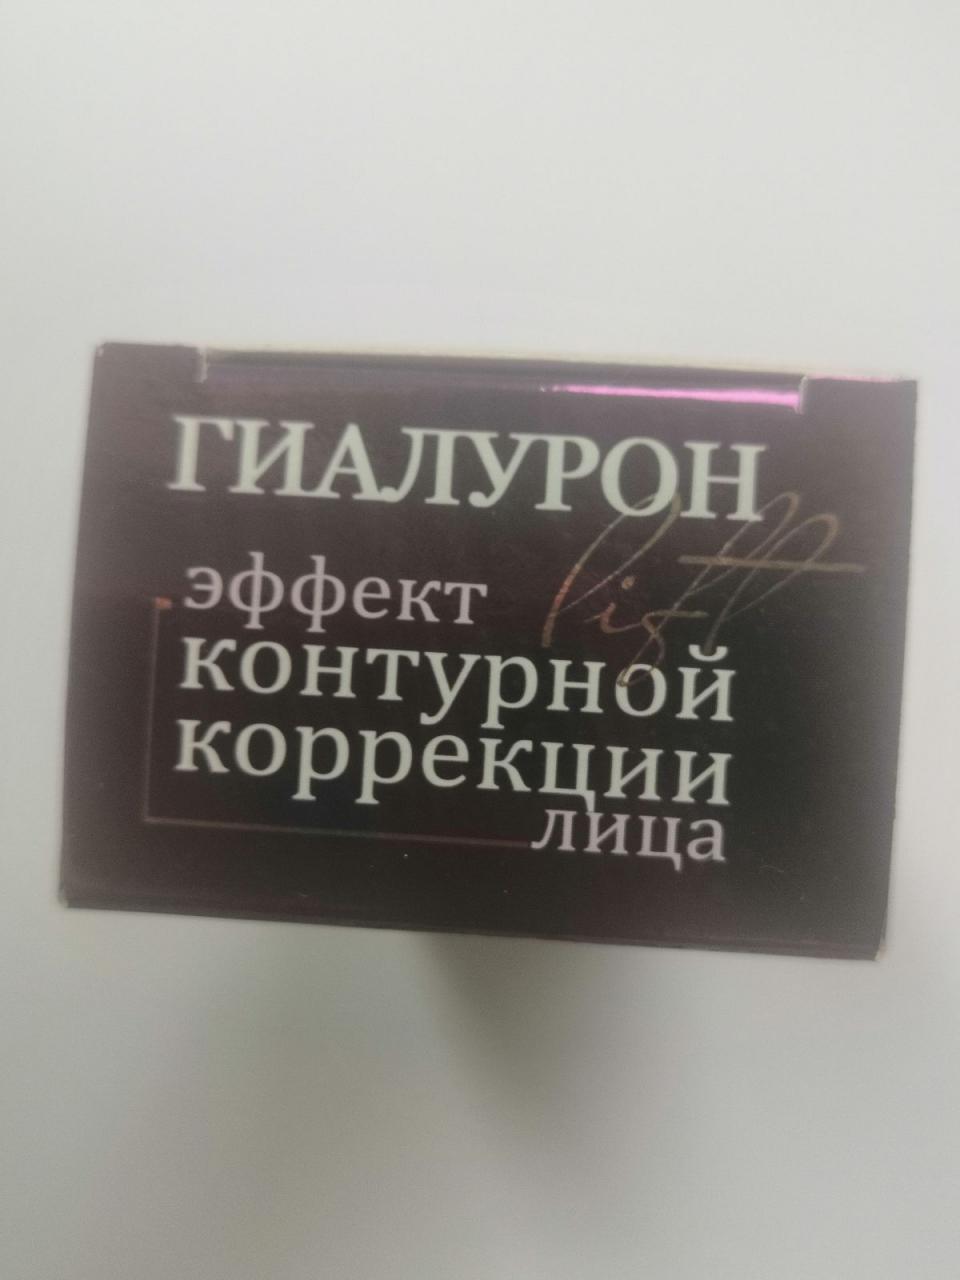 ГИАЛУРОН
эффект
контурной
коррекции
лица